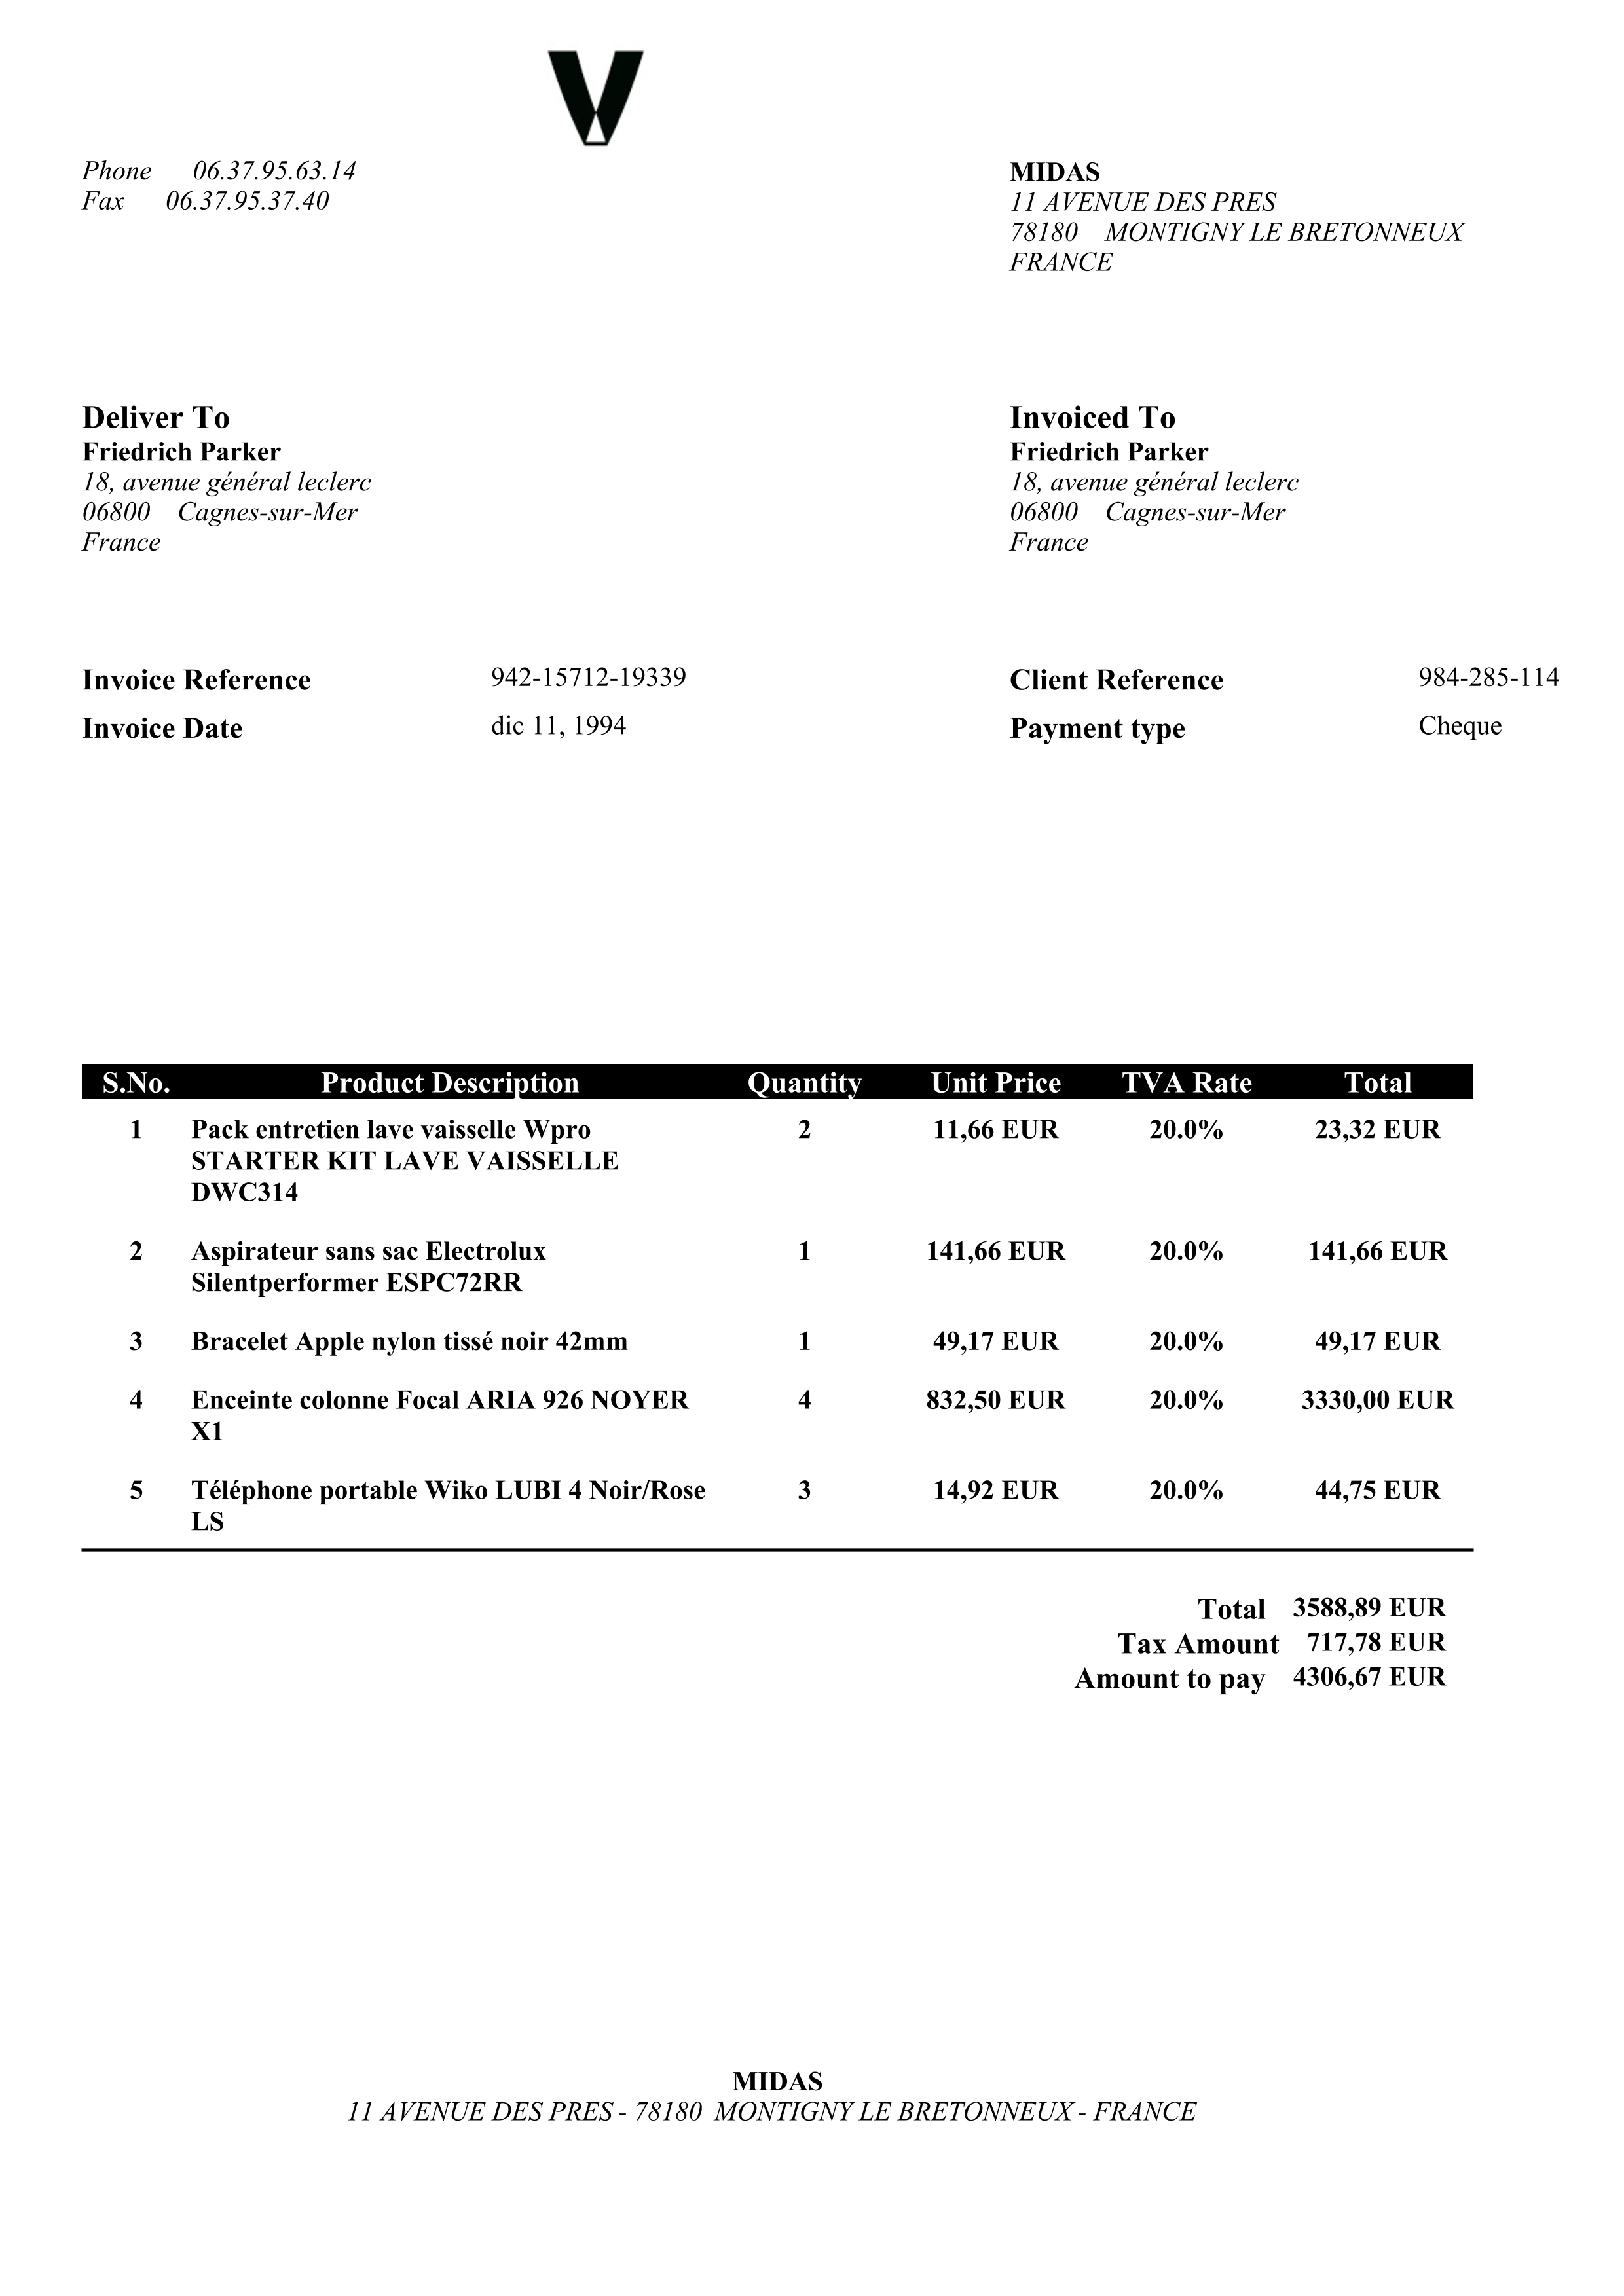 Phone 06.37.95.63.14
Fax 06.37.95.37.40
MIDAS
11 AVENUE DES PRES
78180 MONTIGNY LE BRETONNEUX
FRANCE
Deliver To
Friedrich Parker
18, avenue général leclerc
06800 Cagnes-sur-Mer
France
Invoiced To
Friedrich Parker
18, avenue général leclerc
06800 Cagnes-sur-Mer
France
Invoice Reference 942-15712-19339
Invoice Date dic 11, 1994
Client Reference 984-285-114
Payment type Cheque
S.No. Product Description Quantity Unit Price TVA Rate Total
1 Pack entretien lave vaisselle Wpro 2 11,66 EUR 20.0% 23,32 EUR
STARTER KIT LAVE VAISSELLE
DWC314
2 Aspirateur sans sac Electrolux 1 141,66 EUR 20.0% 141,66 EUR
Silentperformer ESPC72RR
3 Bracelet Apple nylon tissé noir 42mm 1 49,17 EUR 20.0% 49,17 EUR
4 Enceinte colonne Focal ARIA 926 NOYER 4 832,50 EUR 20.0% 3330,00 EUR
X1
5 Téléphone portable Wiko LUBI 4 Noir/Rose 3 14,92 EUR 20.0% 44,75 EUR
LS
Total 3588,89 EUR
Tax Amount 717,78 EUR
Amount to pay 4306,67 EUR
MIDAS
11 AVENUE DES PRES - 78180 MONTIGNY LE BRETONNEUX - FRANCE